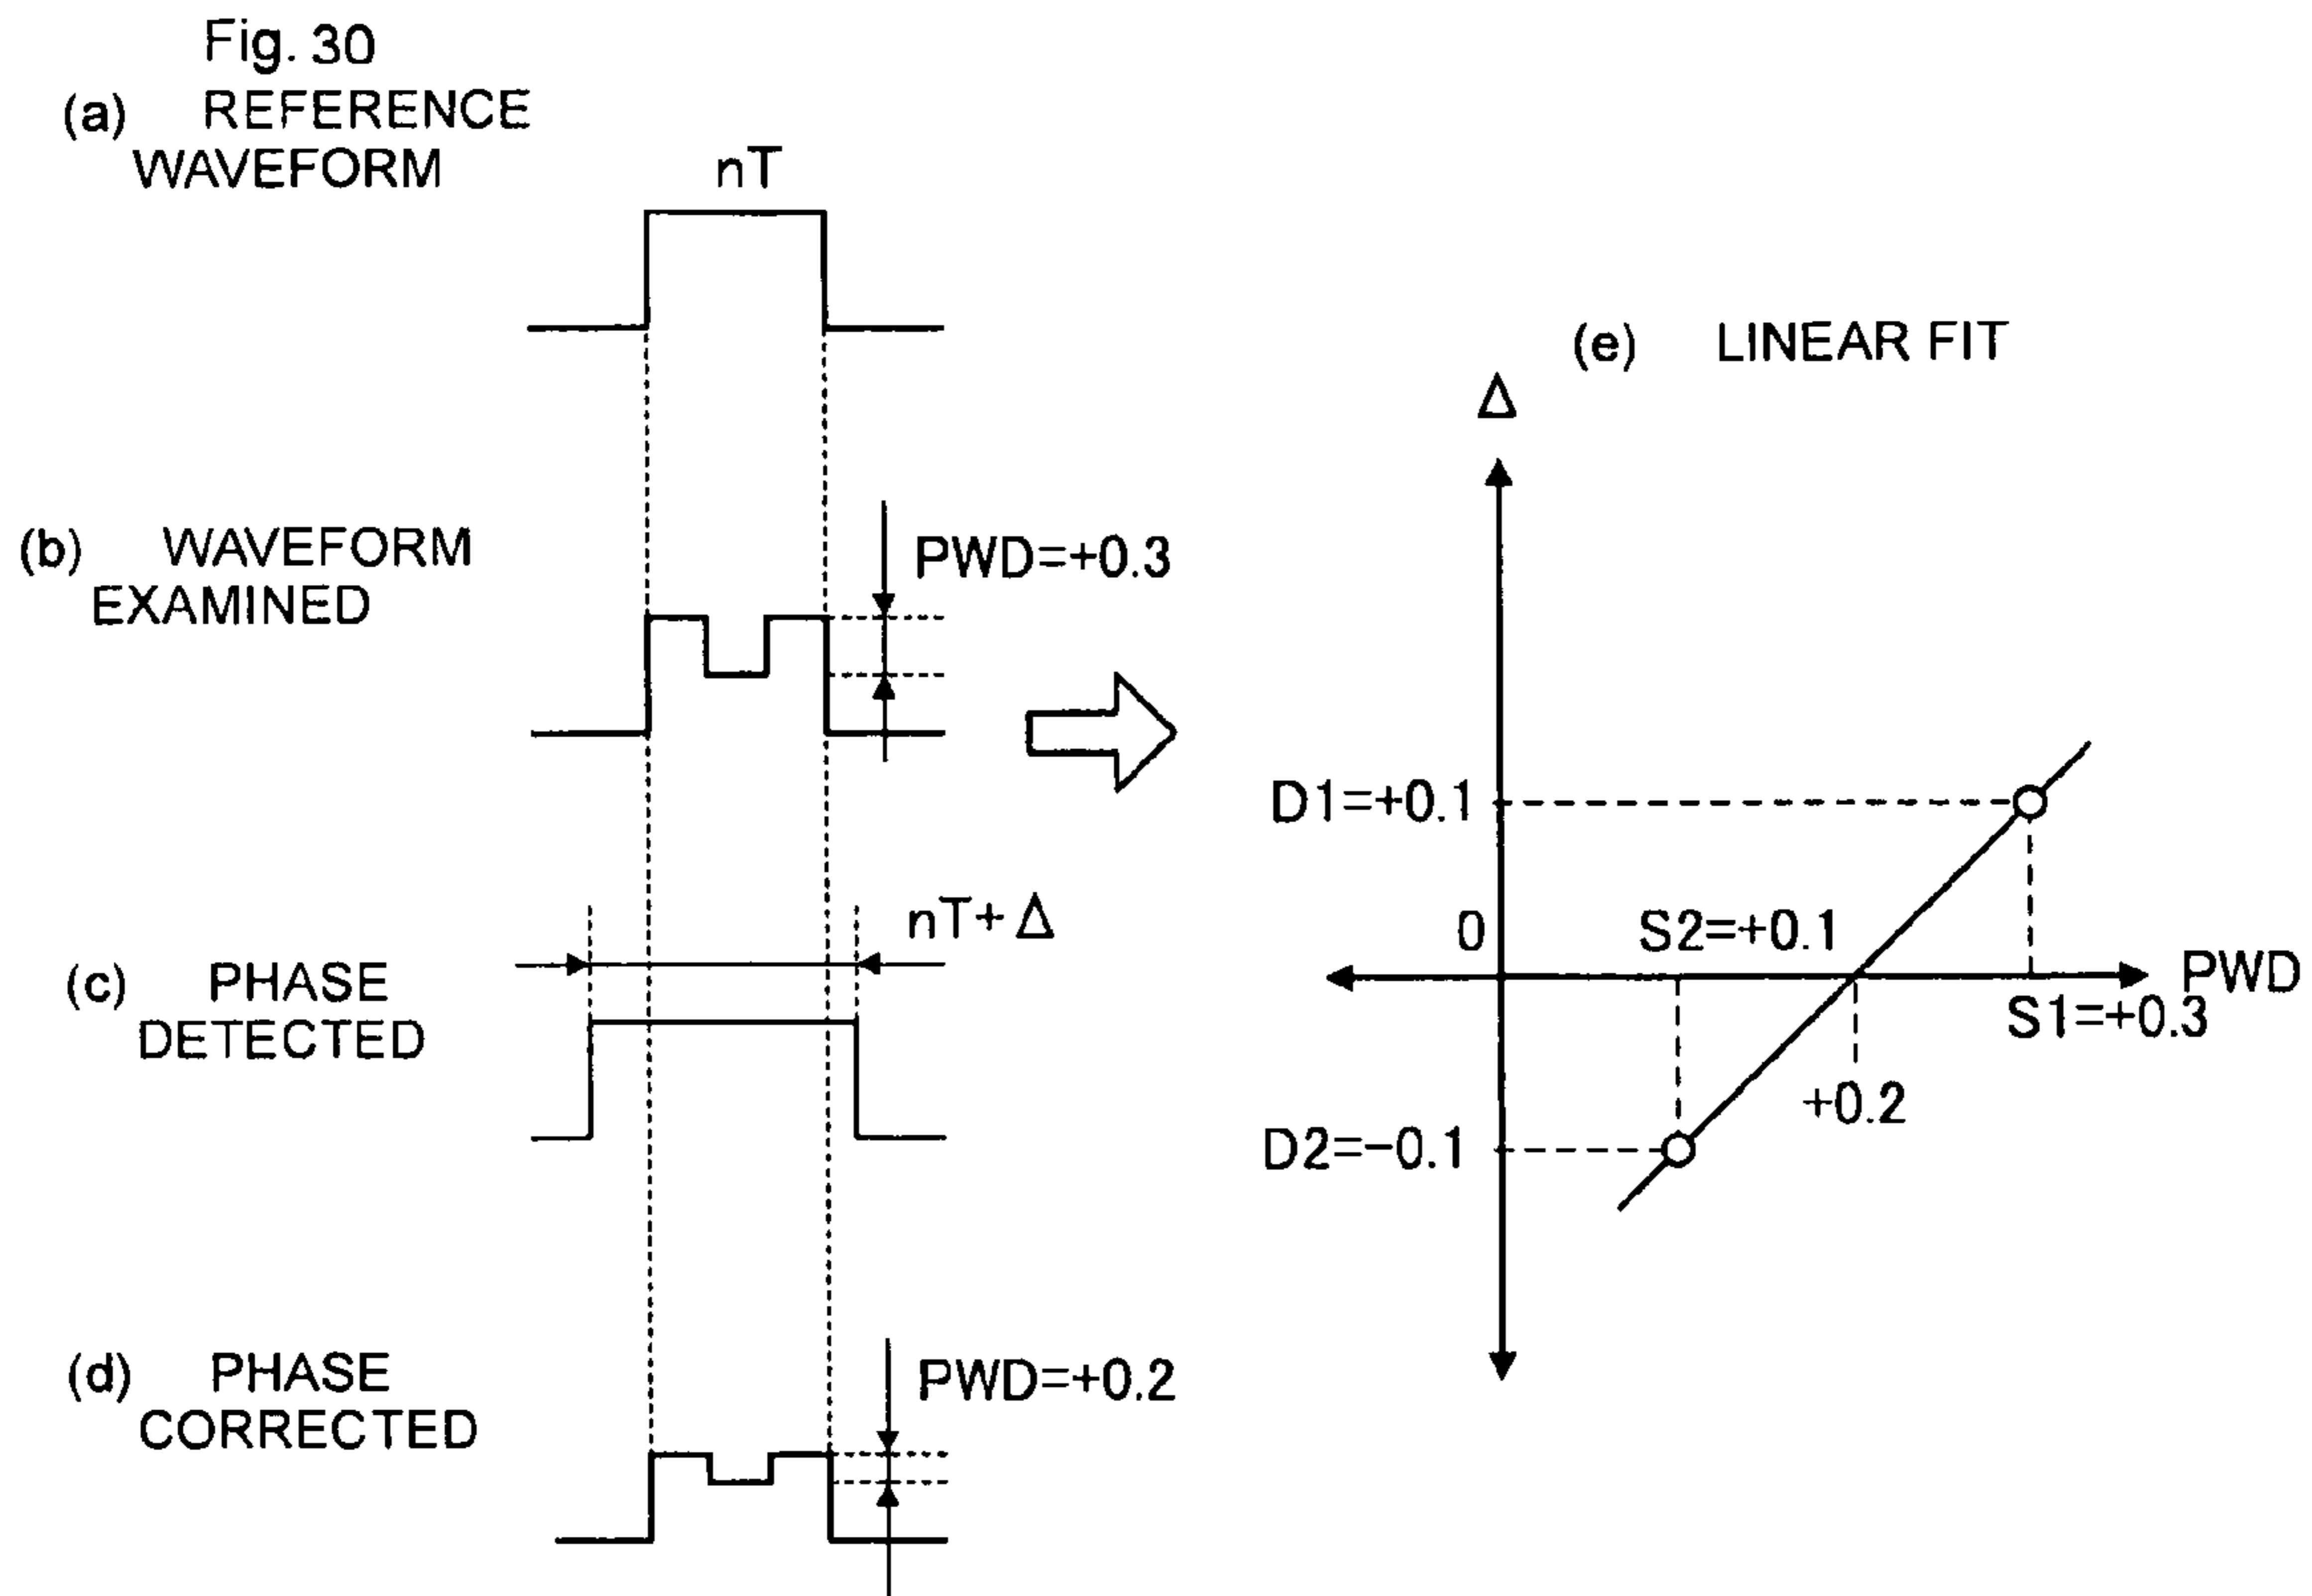 Fig. 30
(a) REFERENCE
WAVEFORM
nT
(b) WAVEFORM
EXAMINED
PWD=+0.3
(c) PHASE
DETECTED
nT+Δ
(d) PHASE
CORRECTED
PWD=+0.2
(e) LINEAR FIT
Δ
D1=+0.1
0
S2=+0.1
PWD
S1=+0.3
+0.2
D2=−0.1